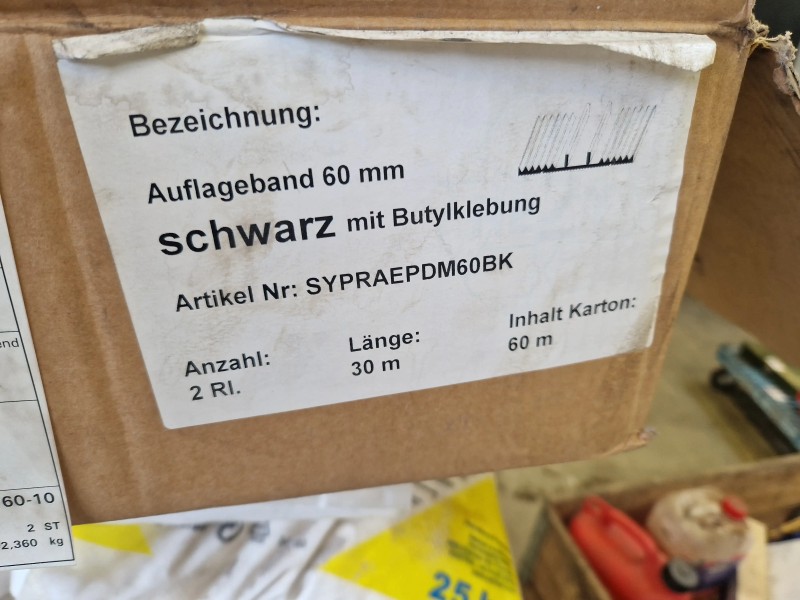 Bezeichnung:
Auflageband 60 mm
schwarz mit Butylklebung
Artikel Nr: SYPRAEPDM60BK
Anzahl:
2 Rl.
Länge:
30 m
Inhalt Karton:
60 m
end
60-10
2 ST
2,360 kg